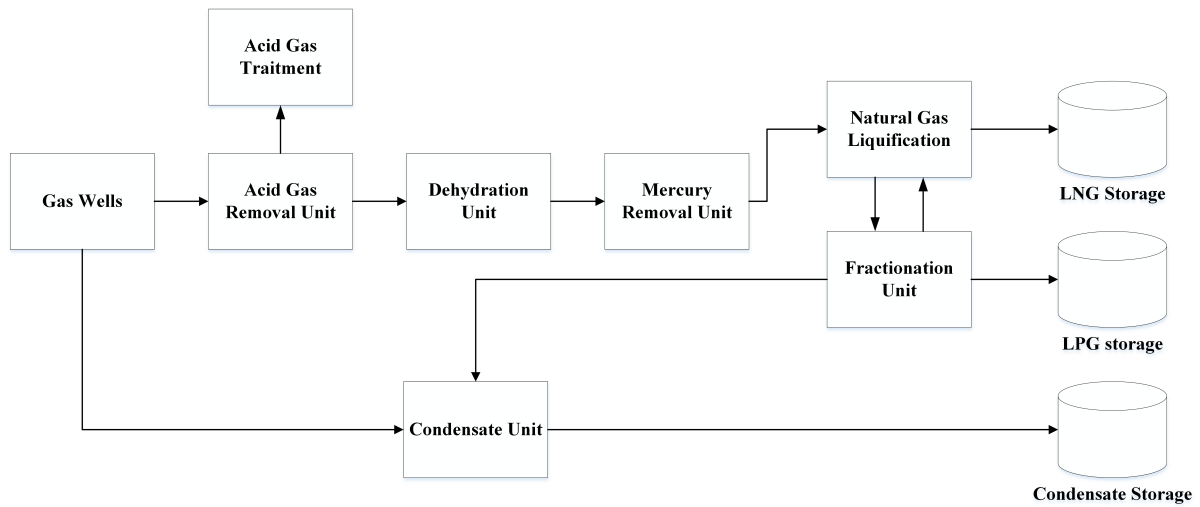 Acid Gas
Traitment
Natural Gas
Liquification
LNG Storage
Gas Wells
Acid Gas
Removal Unit
Dehydration
Unit
Mercury
Removal Unit
Fractionation
Unit
LPG storage
Condensate Unit
Condensate Storage